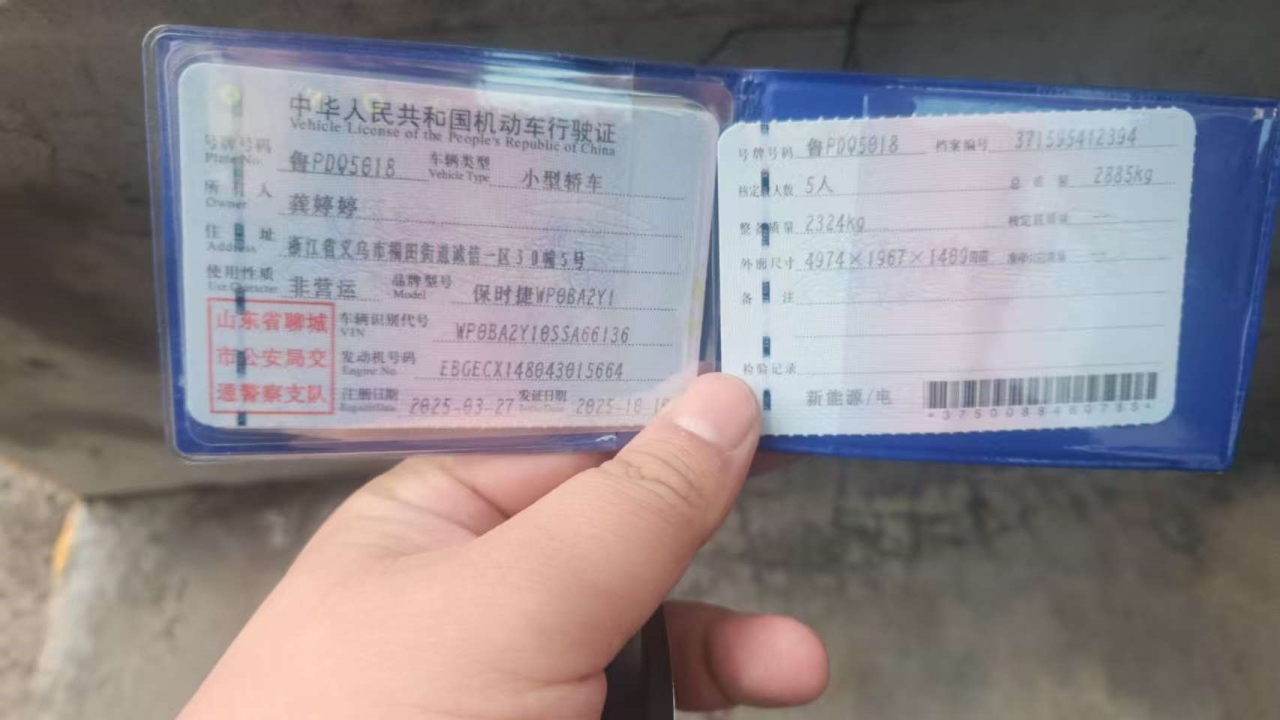 中华人民共和国机动车行驶证
Vehicle License of the People's Republic of China
号牌号码 鲁PDQ5018 车辆类型 小型轿车
Plate No. Vehicle Type
所有人 龚婷婷
Owner
住址 浙江省义乌市福田街道诚信一区30幢5号
Address
使用性质 非营运 品牌型号 保时捷WP0BA2Y1
Use Character Model
山东省聊城
市公安局交
通警察支队
车辆识别代号 WP0BA2Y10SSA66136
VIN
发动机号码 EBGECX148043015664
Engine No.
注册日期 2025-03-27 发证日期 2025-10
Register Date Issue Date
号牌号码 鲁PDQ5018 档案编号 371595412394
核定载人数 5人 总质量 2885kg
整备质量 2324kg 核定载质量
外廓尺寸 4974×1967×1409mm 准牵引总质量
备注
检验记录
新能源/电